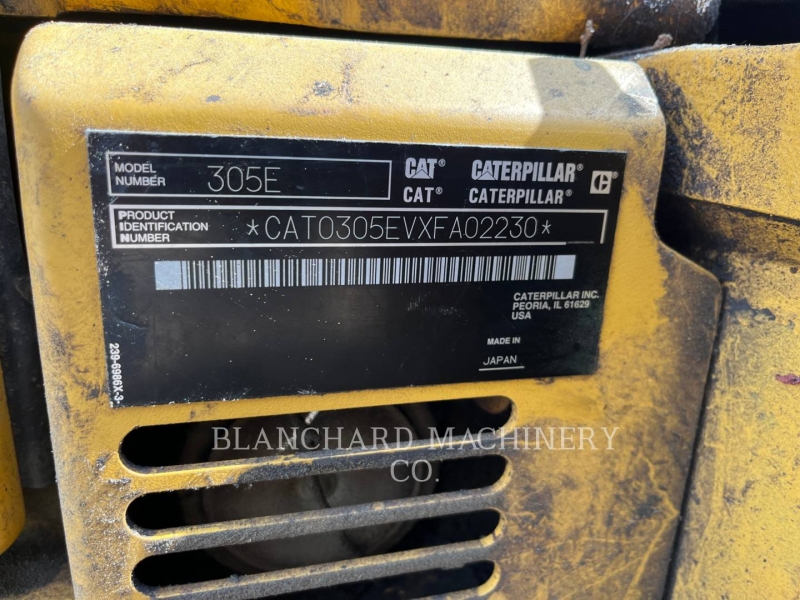 MODEL
NUMBER
305E
CAT® CATERPILLAR®
CAT® CATERPILLAR®
C
PRODUCT
IDENTIFICATION
NUMBER
*CAT0305EVXFA02230*
CATERPILLAR INC.
PEORIA, IL 61629
USA
MADE IN
JAPAN
239-6986X-3
BLANCHARD MACHINERY
CO.